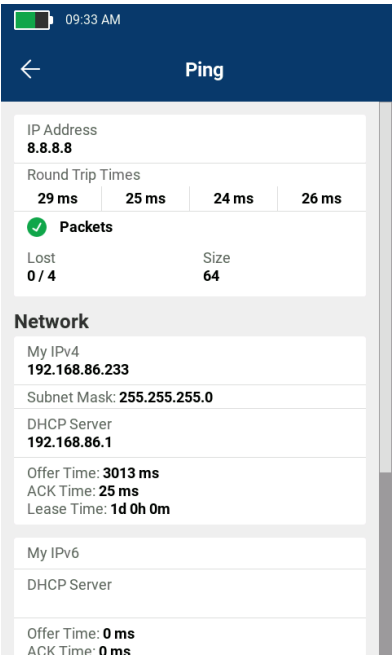 09:33 AM
Ping
IP Address
8.8.8.8
Round Trip Times
29 ms 25 ms 24 ms 26 ms
Packets
Lost Size
0 / 4 64
Network
My IPv4
192.168.86.233
Subnet Mask: 255.255.255.0
DHCP Server
192.168.86.1
Offer Time: 3013 ms
ACK Time: 25 ms
Lease Time: 1d 0h 0m
My IPv6
DHCP Server
Offer Time: 0 ms
ACK Time: 0 ms